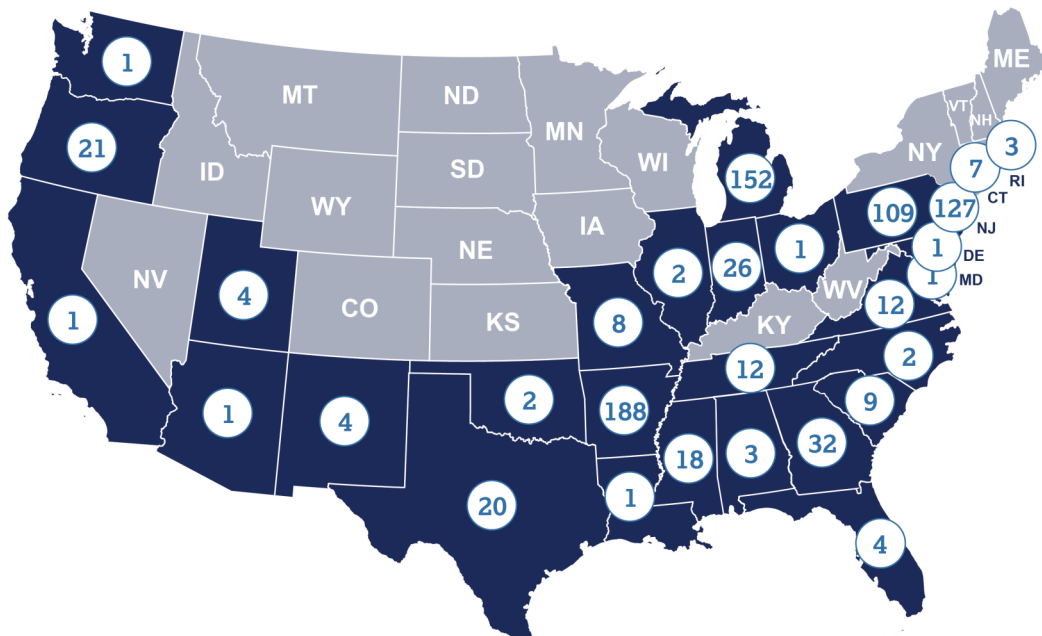 ME
1
VT
NH
MT
ND
MN
3
21
NY
7
WI
RI
SD
152
ID
CT
WY
109
127
IA
NJ
NE
1
1
DE
2
26
NV
1
MD
4
WV
12
CO
KS
8
KY
1
2
12
2
9
188
1
4
32
18
3
1
20
4